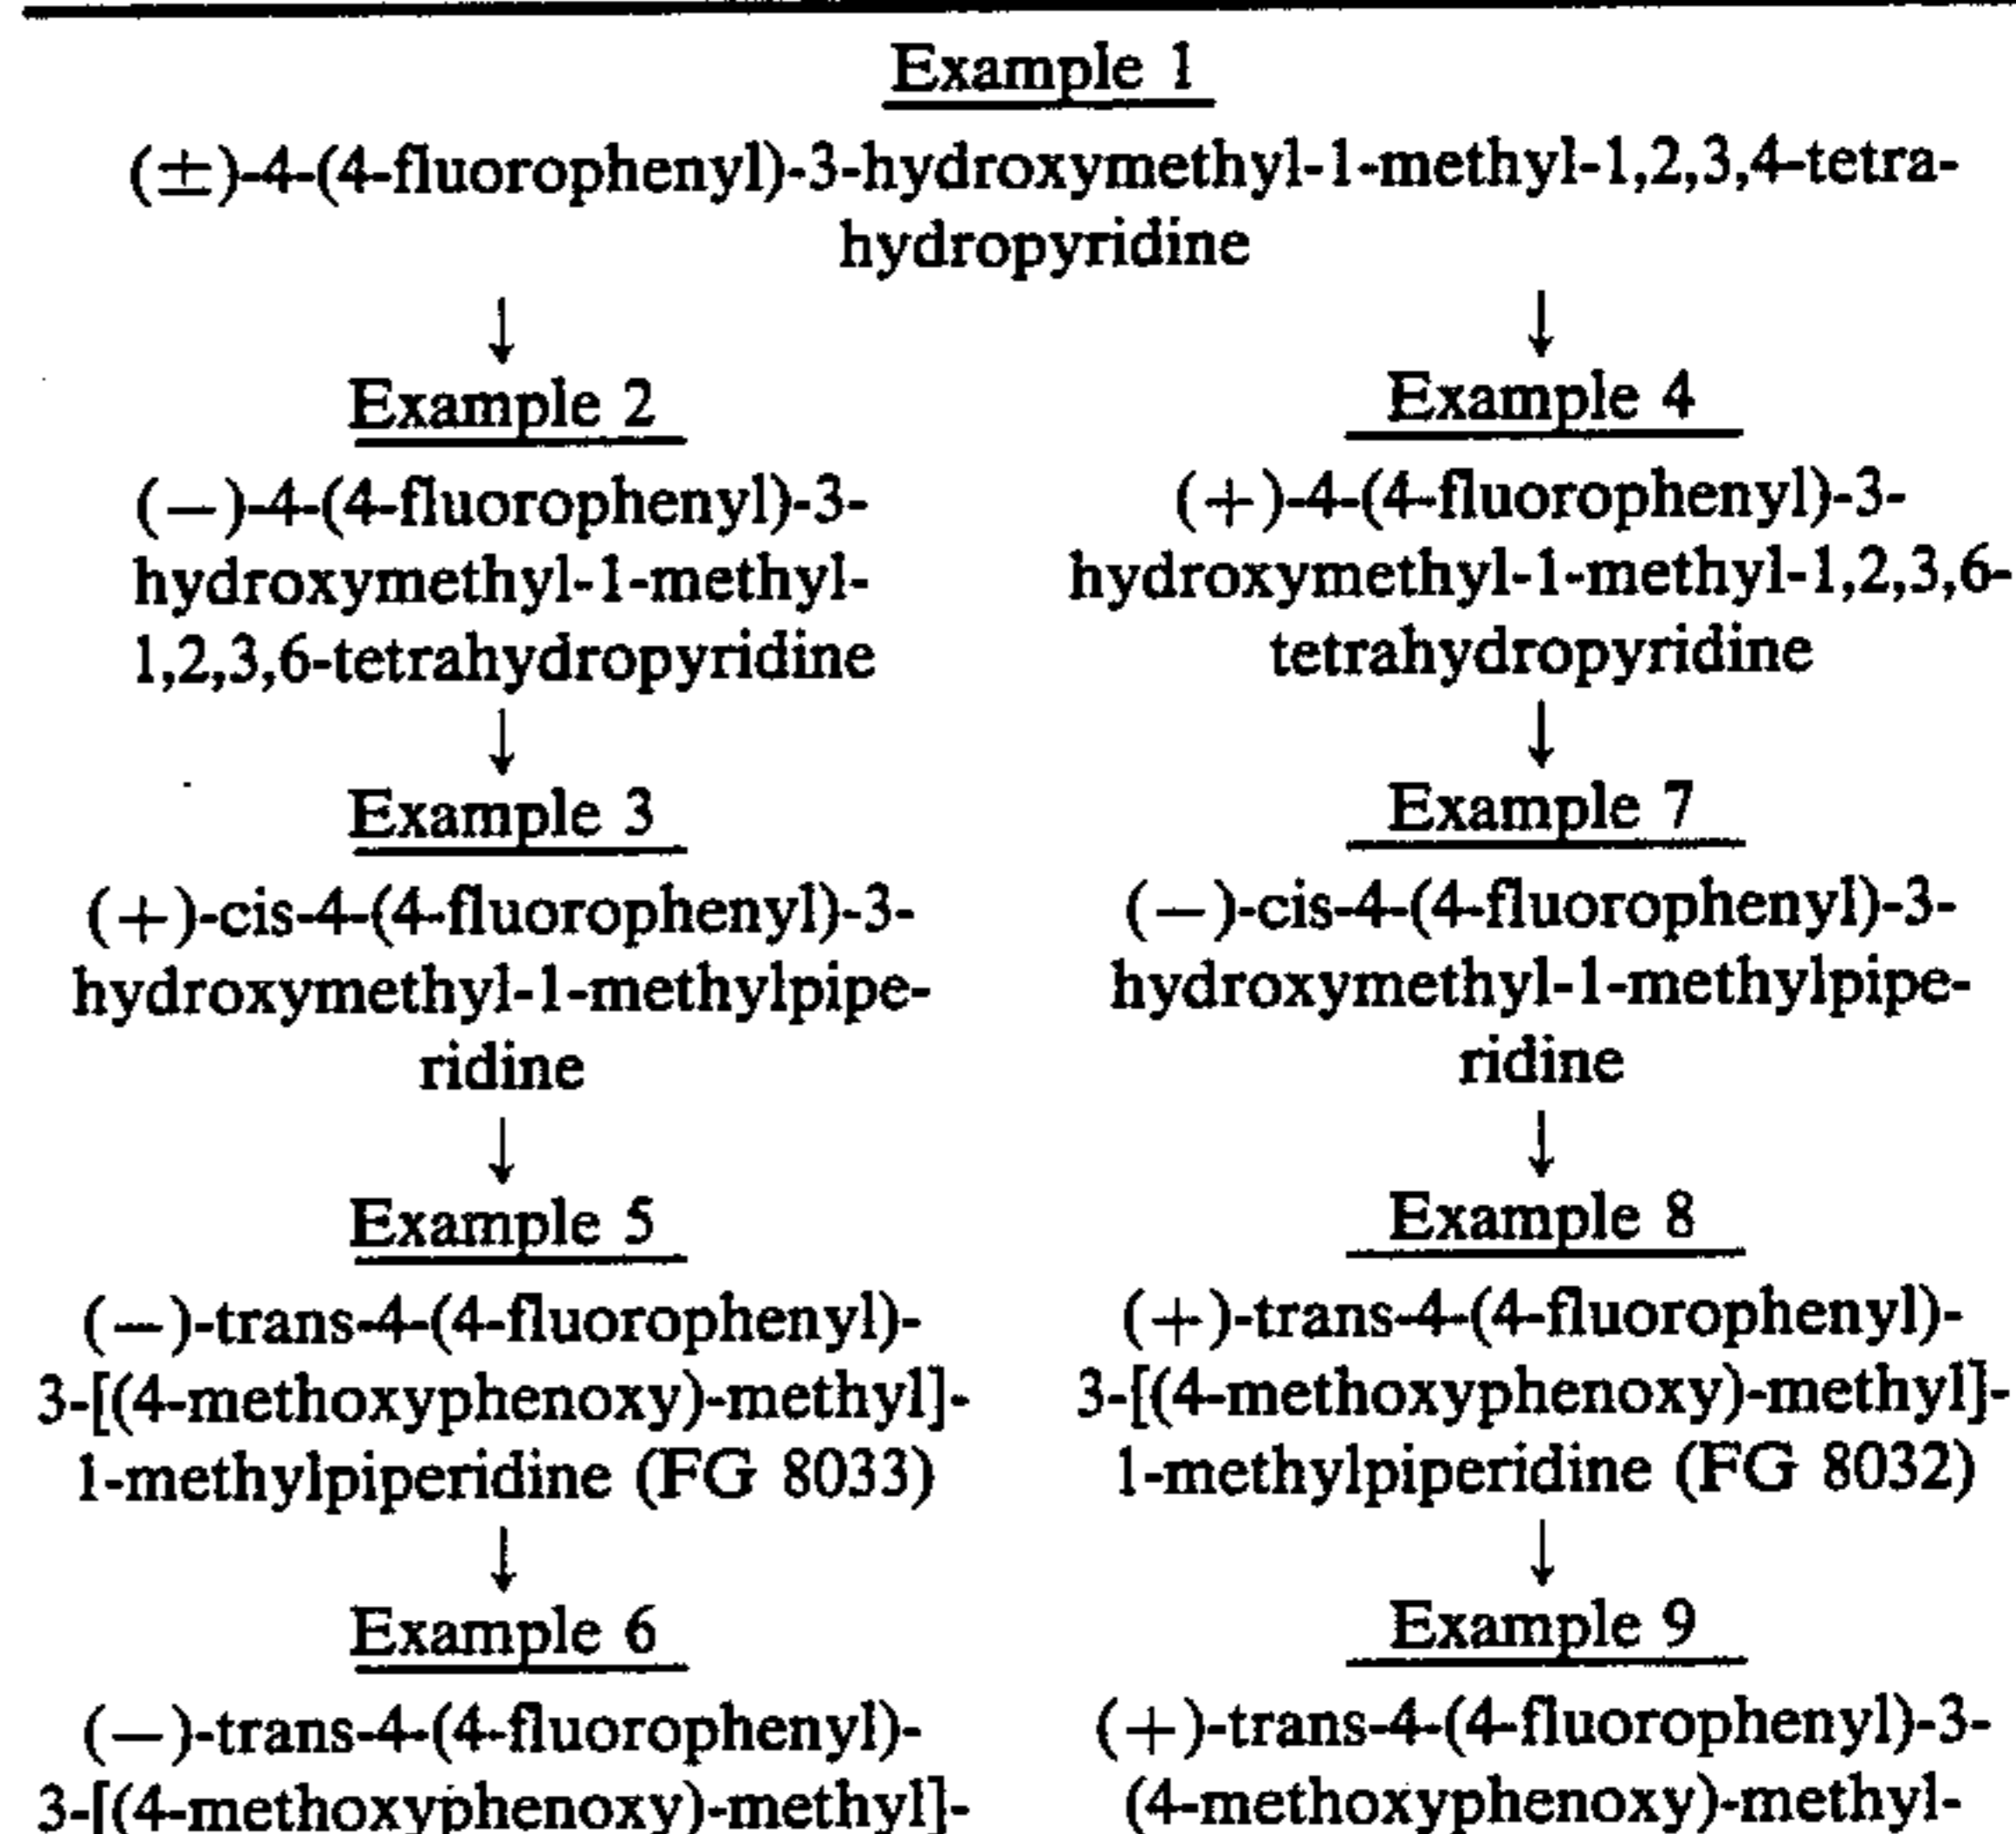 Example 1
(±)-4-(4-fluorophenyl)-3-hydroxymethyl-1-methyl-1,2,3,4-tetra-
hydropyridine
↓
Example 2
(−)-4-(4-fluorophenyl)-3-
hydroxymethyl-1-methyl-
1,2,3,6-tetrahydropyridine
↓
Example 3
(+)-cis-4-(4-fluorophenyl)-3-
hydroxymethyl-1-methylpipe-
ridine
↓
Example 5
(−)-trans-4-(4-fluorophenyl)-
3-[(4-methoxyphenoxy)-methyl]-
1-methylpiperidine (FG 8033)
↓
Example 6
(−)-trans-4-(4-fluorophenyl)-
3-[(4-methoxyphenoxy)-methyl]-
↓
Example 4
(+)-4-(4-fluorophenyl)-3-
hydroxymethyl-1-methyl-1,2,3,6-
tetrahydropyridine
↓
Example 7
(−)-cis-4-(4-fluorophenyl)-3-
hydroxymethyl-1-methylpipe-
ridine
↓
Example 8
(+)-trans-4-(4-fluorophenyl)-
3-[(4-methoxyphenoxy)-methyl]-
1-methylpiperidine (FG 8032)
↓
Example 9
(+)-trans-4-(4-fluorophenyl)-3-
(4-methoxyphenoxy)-methyl-